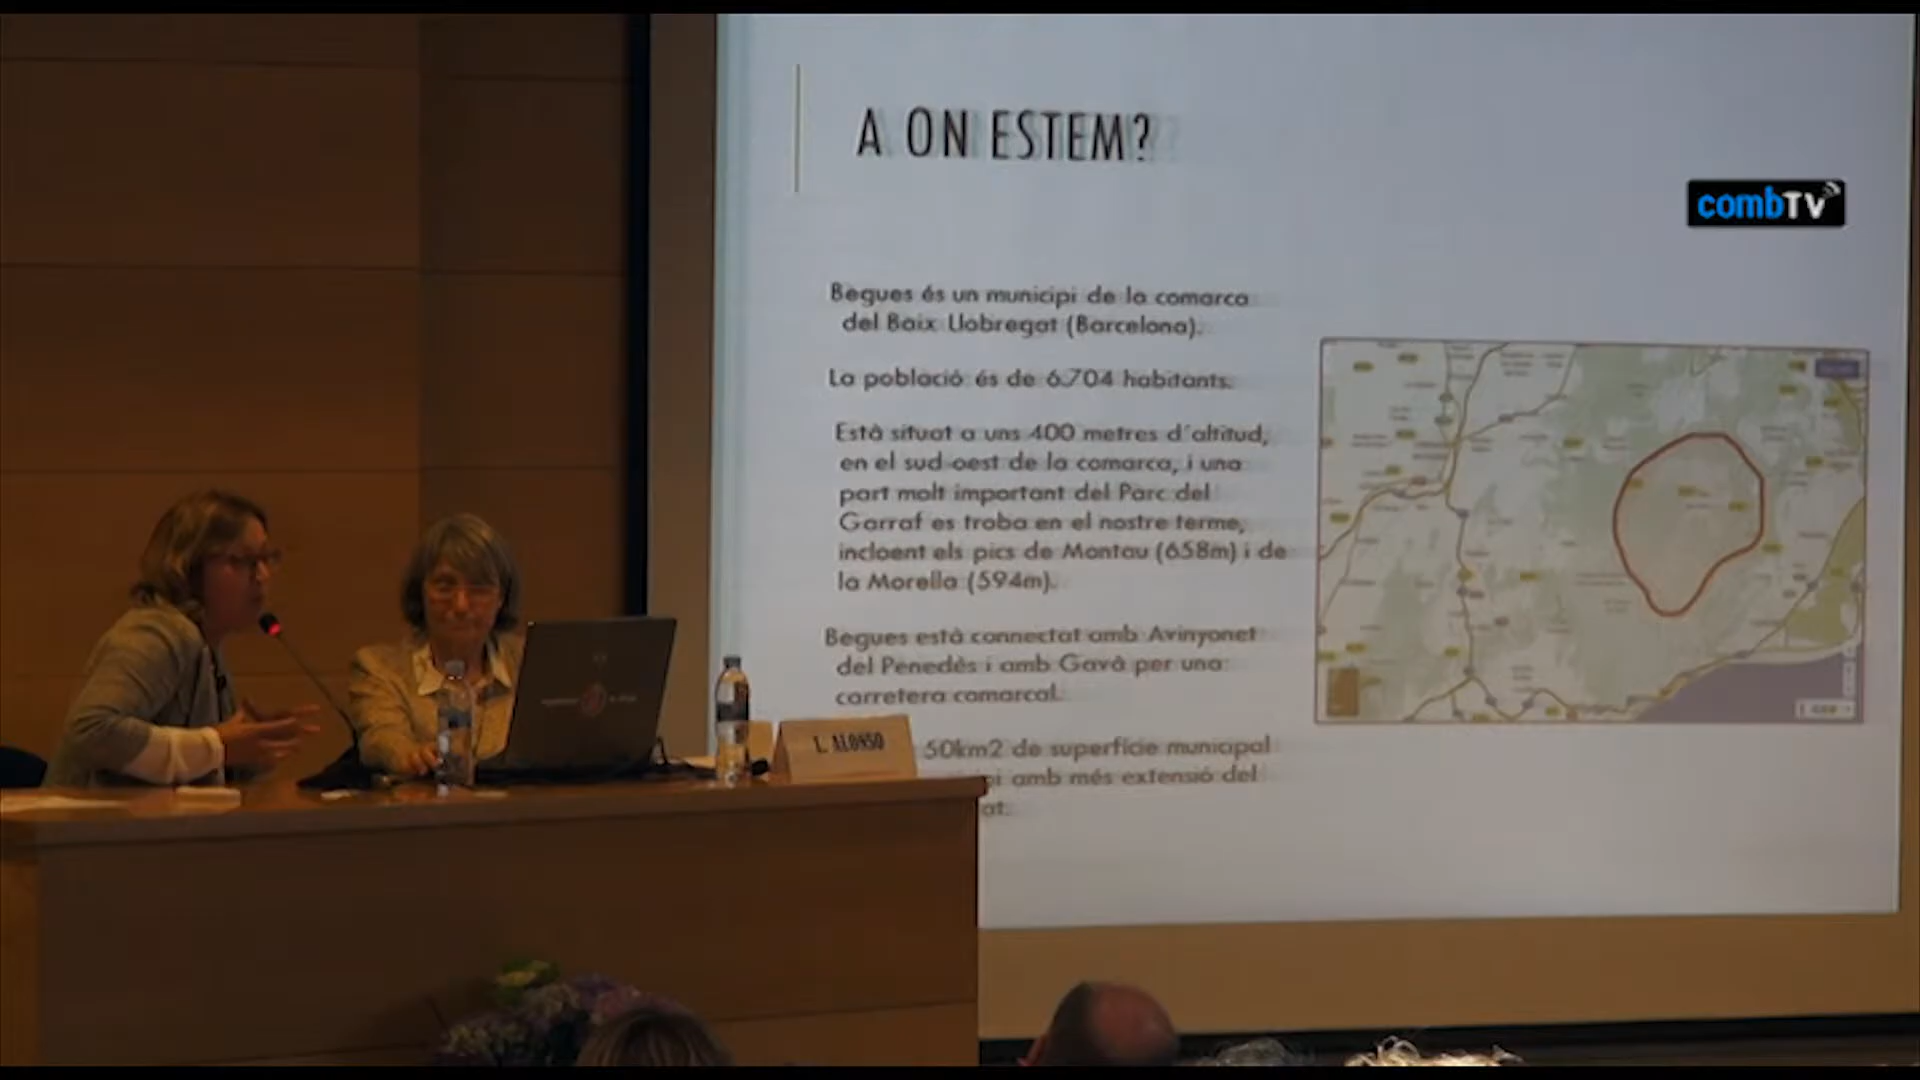 A ON ESTEM?
combTV
Begues és un municipi de la comarca
del Baix Llobregat (Barcelona).
La població és de 6.704 habitants.
Està situat a uns 400 metres d'altitud,
en el sud-oest de la comarca, i una
part molt important del Parc del
Garraf es troba en el nostre terme,
incloent els pics de Montau (658m) i de
la Morella (594m).
Begues està connectat amb Avinyonet
del Penedès i amb Gavà per una
carretera comarcal.
50km2 de superfície municipal
pi amb més extensió del
at.
L. ALONSO